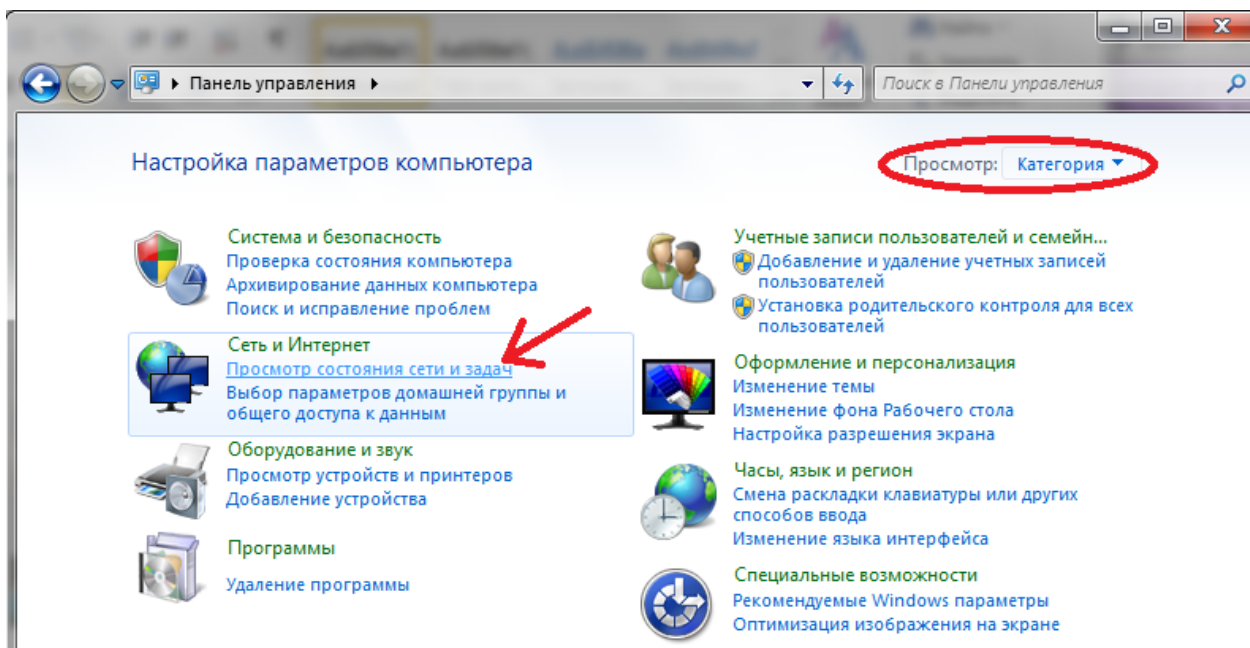 Панель управления
Поиск в Панели управления
Настройка параметров компьютера
Просмотр: Категория
Система и безопасность
Проверка состояния компьютера
Архивирование данных компьютера
Поиск и исправление проблем
Сеть и Интернет
Просмотр состояния сети и задач
Выбор параметров домашней группы и
общего доступа к данным
Оборудование и звук
Просмотр устройств и принтеров
Добавление устройства
Программы
Удаление программы
Учетные записи пользователей и семейн...
Добавление и удаление учетных записей
пользователей
Установка родительского контроля для всех
пользователей
Оформление и персонализация
Изменение темы
Изменение фона Рабочего стола
Настройка разрешения экрана
Часы, язык и регион
Смена раскладки клавиатуры или других
способов ввода
Изменение языка интерфейса
Специальные возможности
Рекомендуемые Windows параметры
Оптимизация изображения на экране